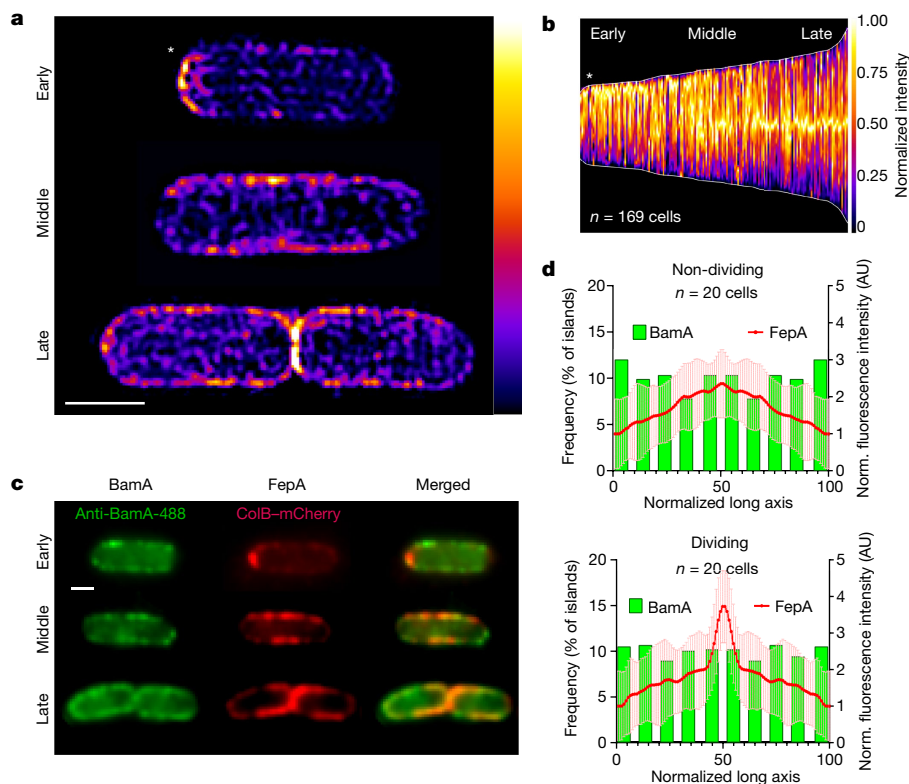 a
*
Early
Middle
Late
b
Early Middle Late
*
n = 169 cells
1.00
0.75
0.50
0.25
0
Normalized intensity
c
BamA FepA Merged
Anti-BamA-488 ColB–mCherry
Early
Middle
Late
d
Non-dividing
n = 20 cells
BamA FepA
Frequency (% of islands)
20
15
10
5
0
5
4
3
2
1
0
Norm. fluorescence intensity (AU)
0 50 100
Normalized long axis
Dividing
n = 20 cells
BamA FepA
Frequency (% of islands)
20
15
10
5
0
5
4
3
2
1
0
Norm. fluorescence intensity (AU)
0 50 100
Normalized long axis